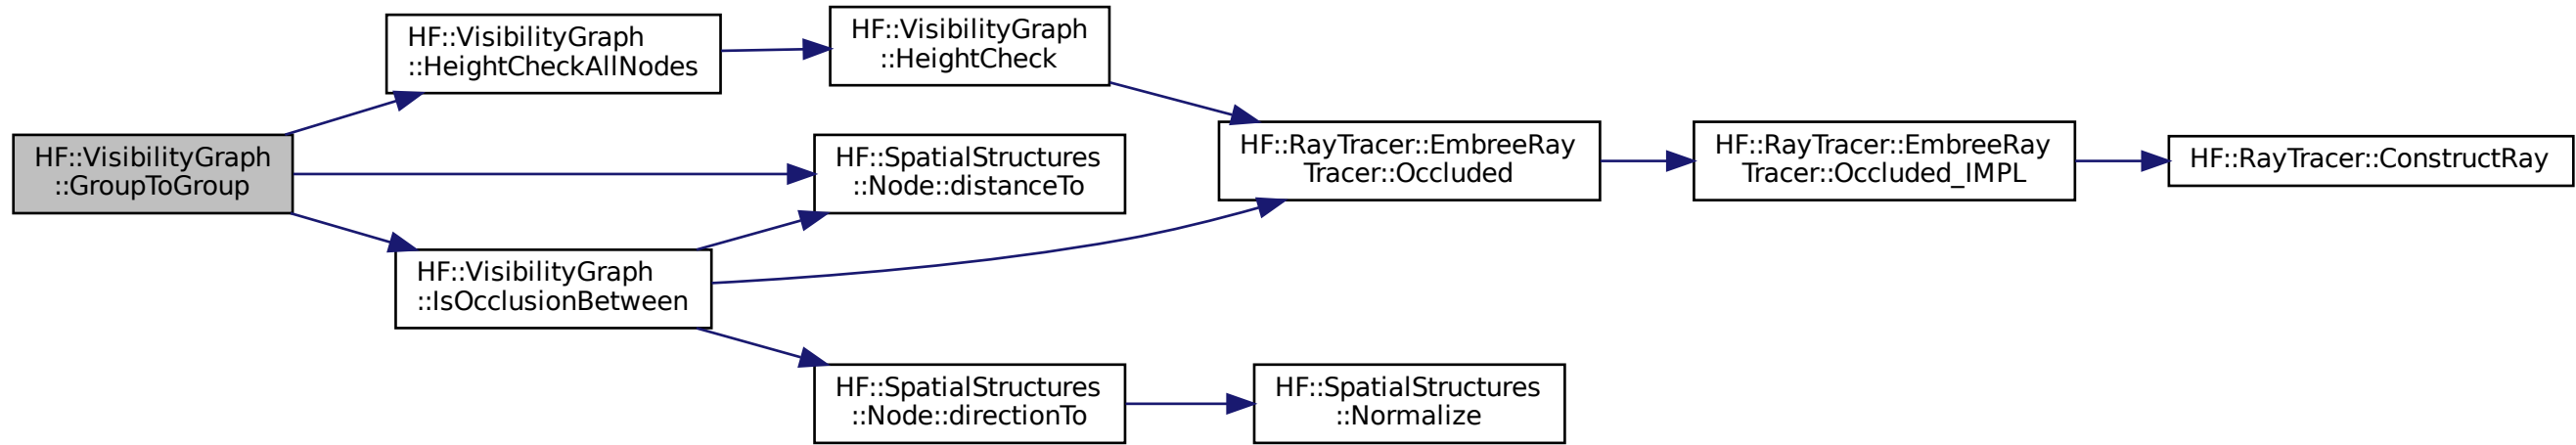 HF::VisibilityGraph
::GroupToGroup
HF::VisibilityGraph
::HeightCheckAllNodes
HF::VisibilityGraph
::HeightCheck
HF::SpatialStructures
::Node::distanceTo
HF::VisibilityGraph
::IsOcclusionBetween
HF::SpatialStructures
::Node::directionTo
HF::SpatialStructures
::Normalize
HF::RayTracer::EmbreeRay
Tracer::Occluded
HF::RayTracer::EmbreeRay
Tracer::Occluded_IMPL
HF::RayTracer::ConstructRay